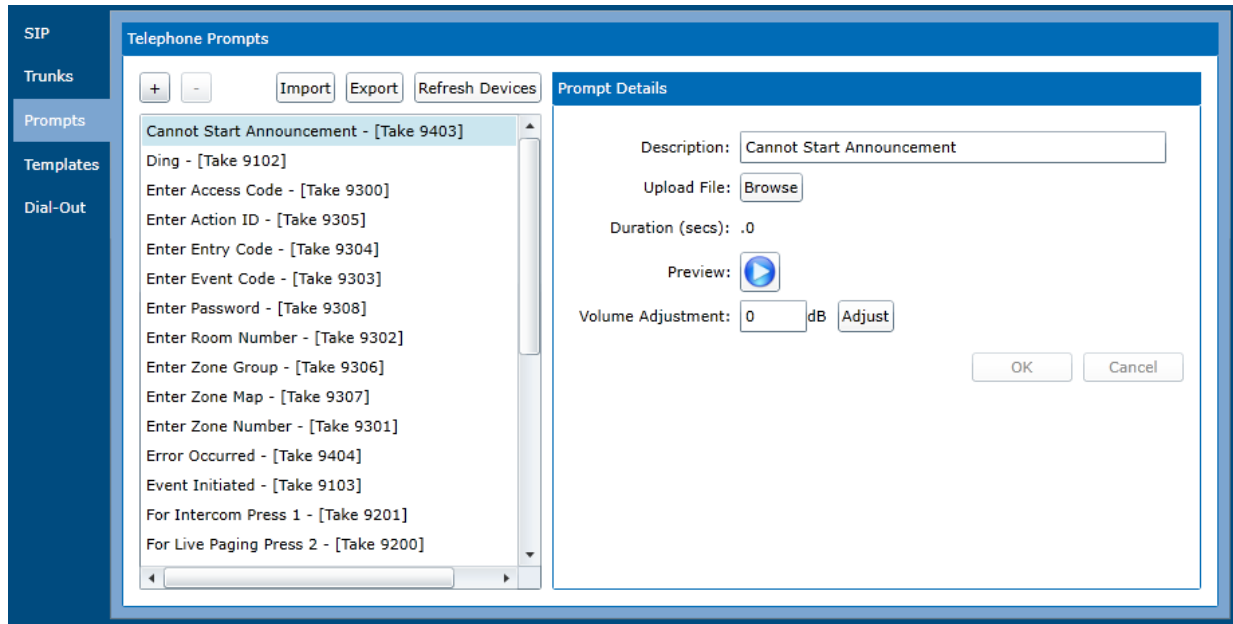 SIP
Trunks
Prompts
Templates
Dial-Out
Telephone Prompts
+ - Import Export Refresh Devices
Cannot Start Announcement - [Take 9403]
Ding - [Take 9102]
Enter Access Code - [Take 9300]
Enter Action ID - [Take 9305]
Enter Entry Code - [Take 9304]
Enter Event Code - [Take 9303]
Enter Password - [Take 9308]
Enter Room Number - [Take 9302]
Enter Zone Group - [Take 9306]
Enter Zone Map - [Take 9307]
Enter Zone Number - [Take 9301]
Error Occurred - [Take 9404]
Event Initiated - [Take 9103]
For Intercom Press 1 - [Take 9201]
For Live Paging Press 2 - [Take 9200]
Prompt Details
Description: Cannot Start Announcement
Upload File: Browse
Duration (secs): .0
Preview:
Volume Adjustment: 0 dB Adjust
OK Cancel